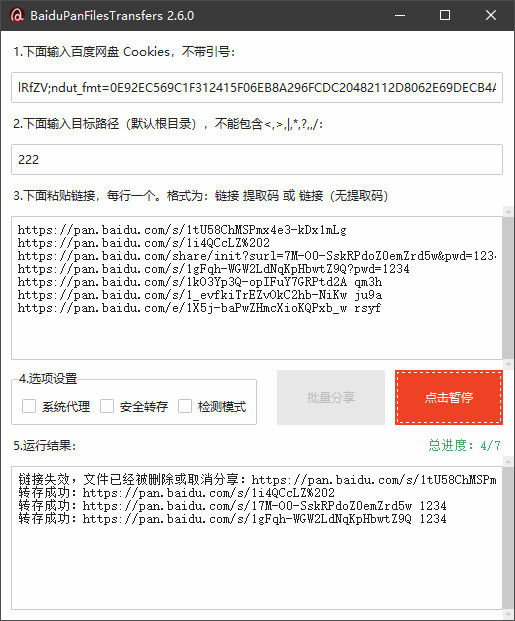 BaiduPanFilesTransfers 2.6.0
1.下面输入百度网盘 Cookies，不带引号：
lRfZV;ndut_fmt=0E92EC569C1F312415F06EB8A296FCDC20482112D8062E69DECB4A
2.下面输入目标路径（默认根目录），不能包含<,>,|,*,?,,/：
222
3.下面粘贴链接，每行一个。格式为：链接 提取码 或 链接（无提取码）
https://pan.baidu.com/s/1tU58ChMSPmx4e3-kDx1mLg
https://pan.baidu.com/s/1i4QCcLZ%202
https://pan.baidu.com/share/init?surl=7M-O0-SskRPdoZ0emZrd5w&pwd=1234
https://pan.baidu.com/s/1gFqh-WGW2LdNqKpHbwtZ9Q?pwd=1234
https://pan.baidu.com/s/1kO3Yp3Q-opIFuY7GRPtd2A qm3h
https://pan.baidu.com/s/1_evfkiTrEZvOkC2hb-NiKw ju9a
https://pan.baidu.com/e/1X5j-baPwZHmcXioKQPxb_w rsyf
4.选项设置
系统代理 安全转存 检测模式
批量分享
点击暂停
5.运行结果：
总进度：4/7
链接失效，文件已经被删除或取消分享：https://pan.baidu.com/s/1tU58ChMSPm
转存成功：https://pan.baidu.com/s/1i4QCcLZ%202
转存成功：https://pan.baidu.com/s/17M-O0-SskRPdoZ0emZrd5w 1234
转存成功：https://pan.baidu.com/s/1gFqh-WGW2LdNqKpHbwtZ9Q 1234